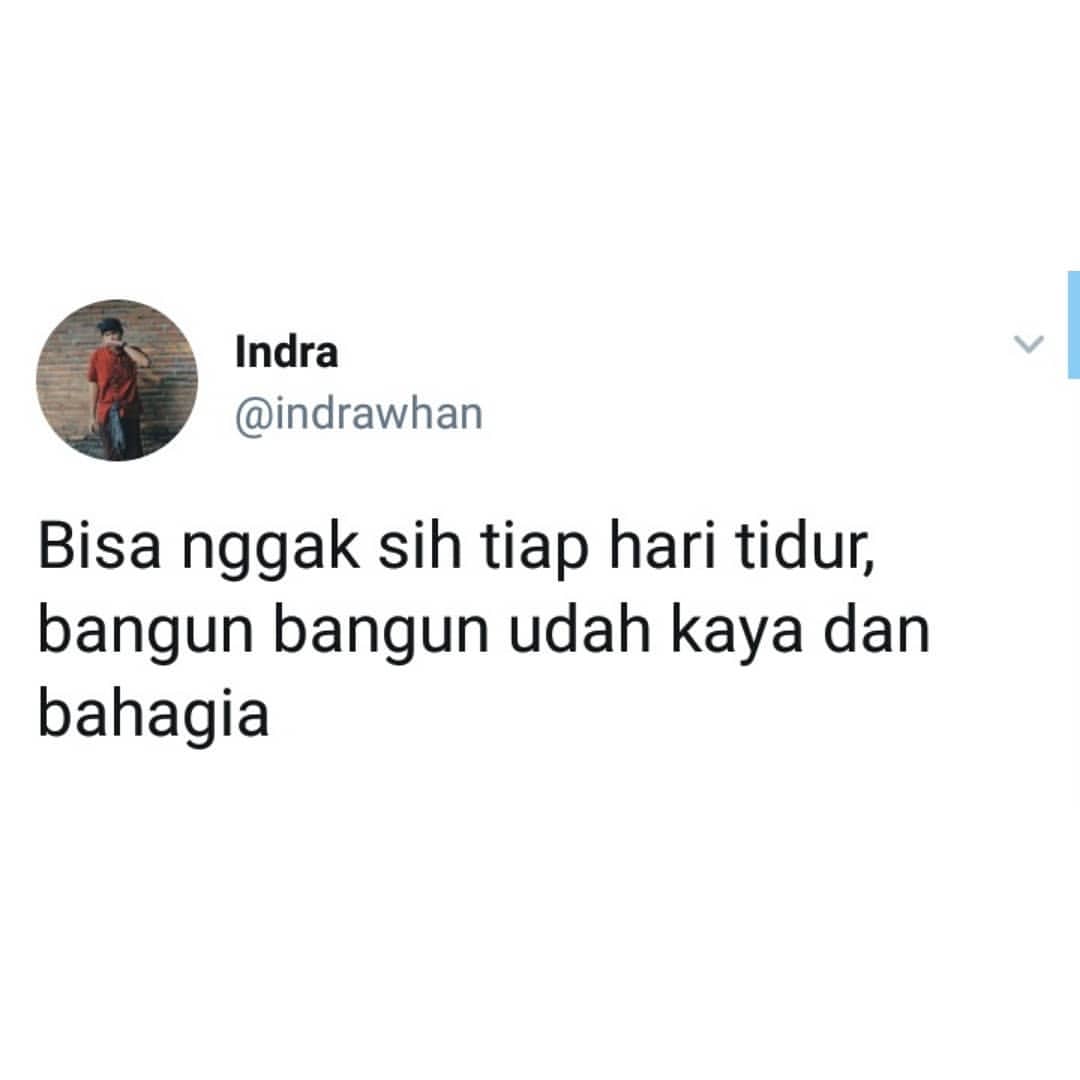 Indra
@indrawhan
Bisa nggak sih tiap hari tidur,
bangun bangun udah kaya dan
bahagia